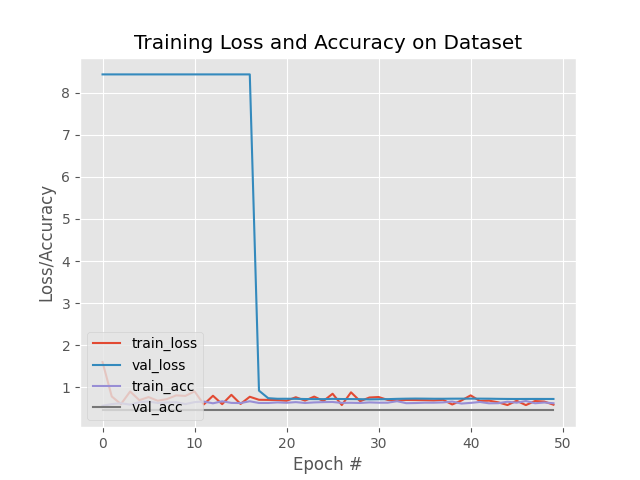 Training Loss and Accuracy on Dataset
Loss/Accuracy
8
7
6
5
4
3
2
1
train_loss
val_loss
train_acc
val_acc
0 10 20 30 40 50
Epoch #